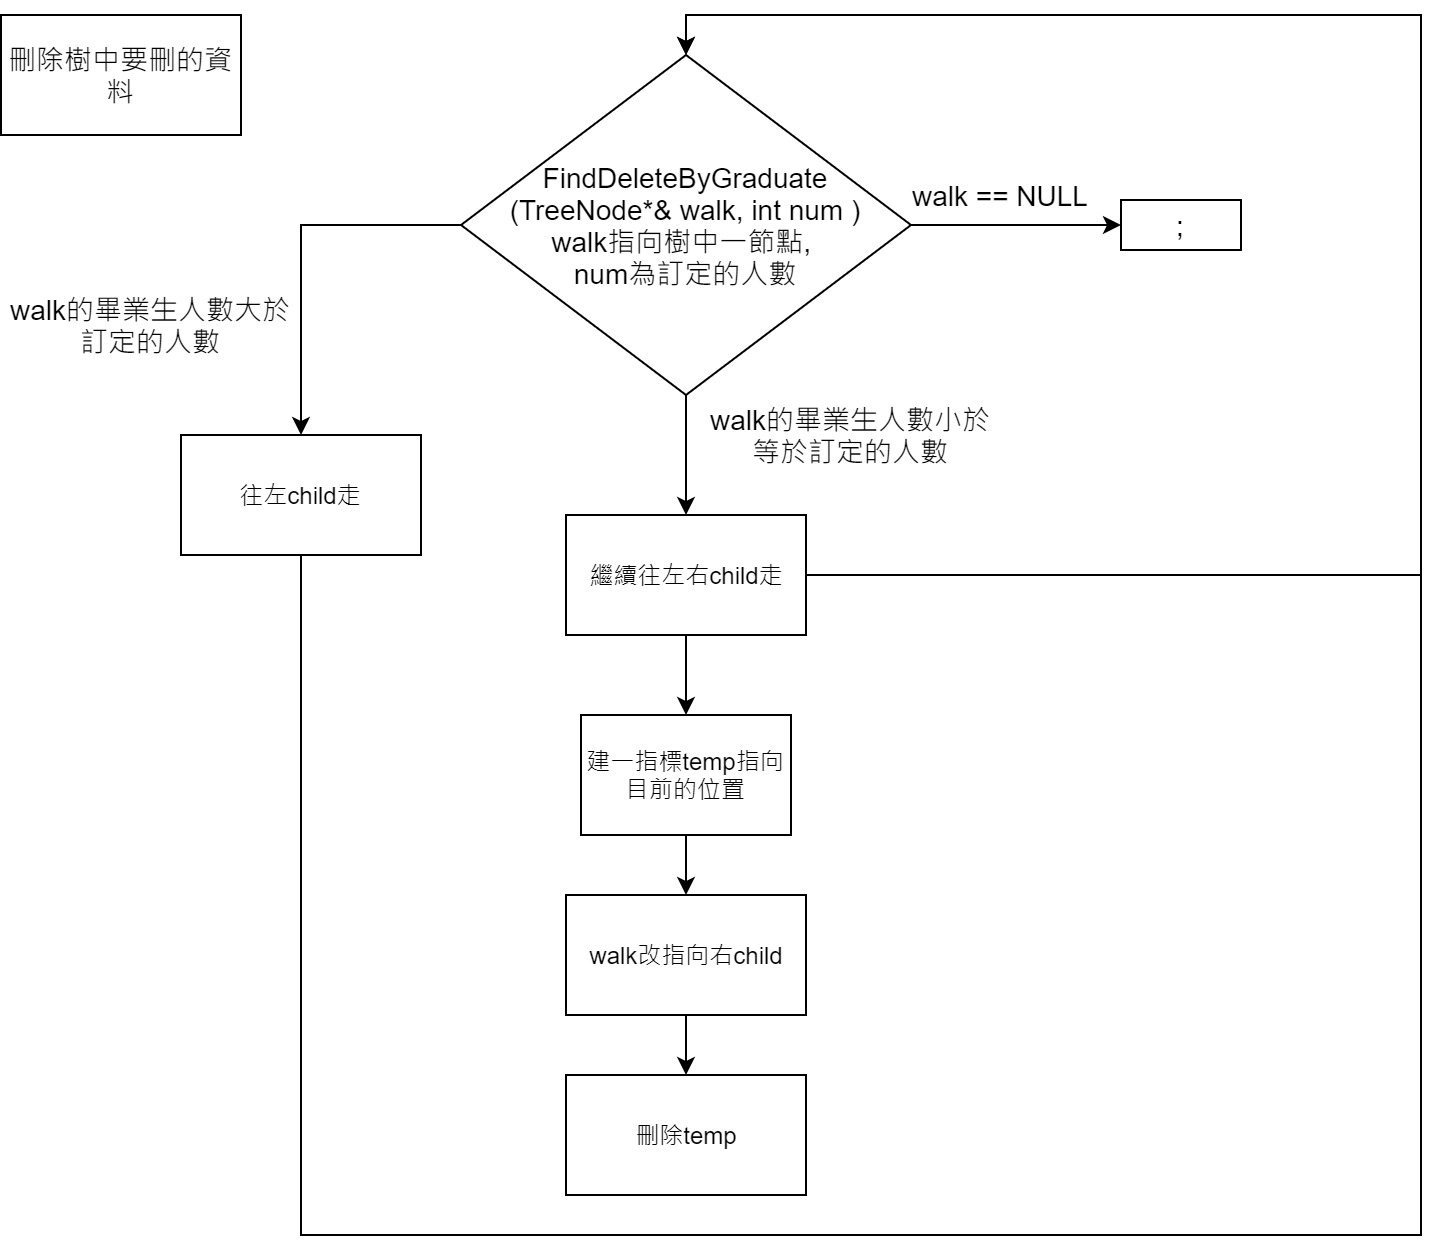 刪除樹中要刪的資
料
FindDeleteByGraduate
(TreeNode*& walk, int num )
walk指向樹中一節點,
num為訂定的人數
walk == NULL
;
walk的畢業生人數大於
訂定的人數
walk的畢業生人數小於
等於訂定的人數
往左child走
繼續往左右child走
建一指標temp指向
目前的位置
walk改指向右child
刪除temp